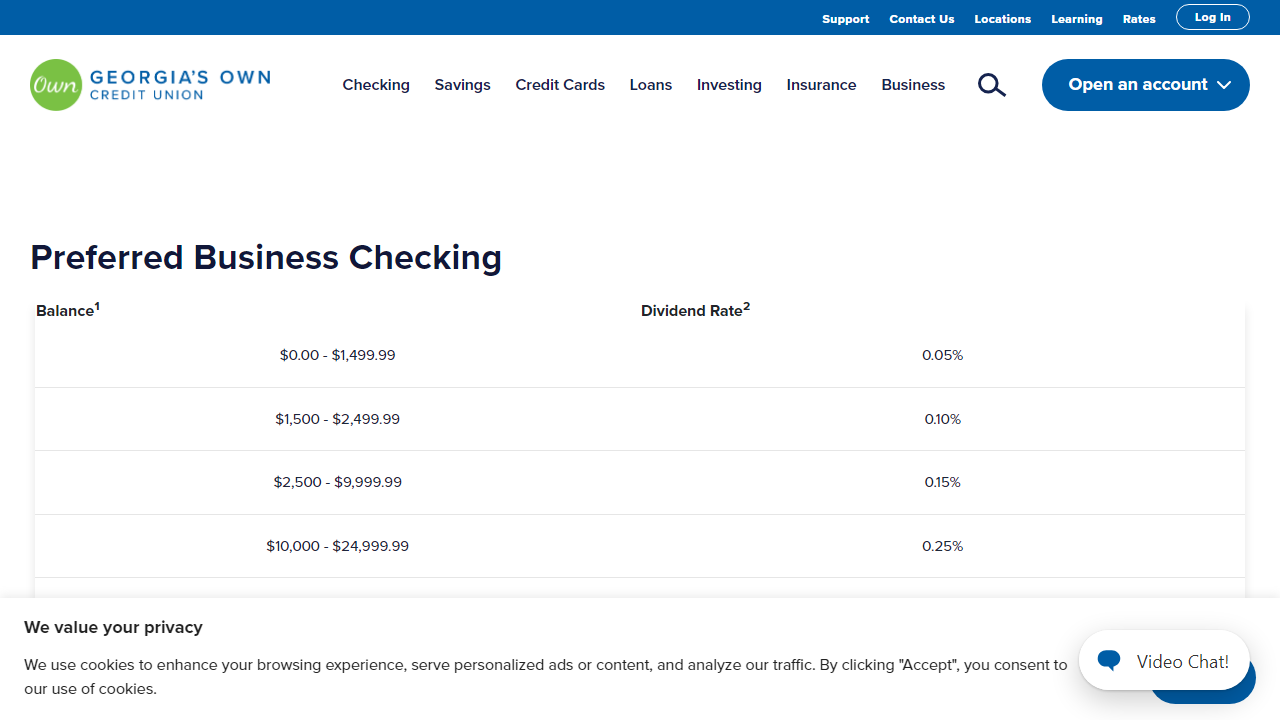 Support Contact Us Locations Learning Rates Log In
Own GEORGIA'S OWN
CREDIT UNION
Checking Savings Credit Cards Loans Investing Insurance Business
Open an account
Preferred Business Checking
Balance1 Dividend Rate2
$0.00 - $1,499.99 0.05%
$1,500 - $2,499.99 0.10%
$2,500 - $9,999.99 0.15%
$10,000 - $24,999.99 0.25%
We value your privacy
We use cookies to enhance your browsing experience, serve personalized ads or content, and analyze our traffic. By clicking "Accept", you consent to
our use of cookies.
Video Chat!